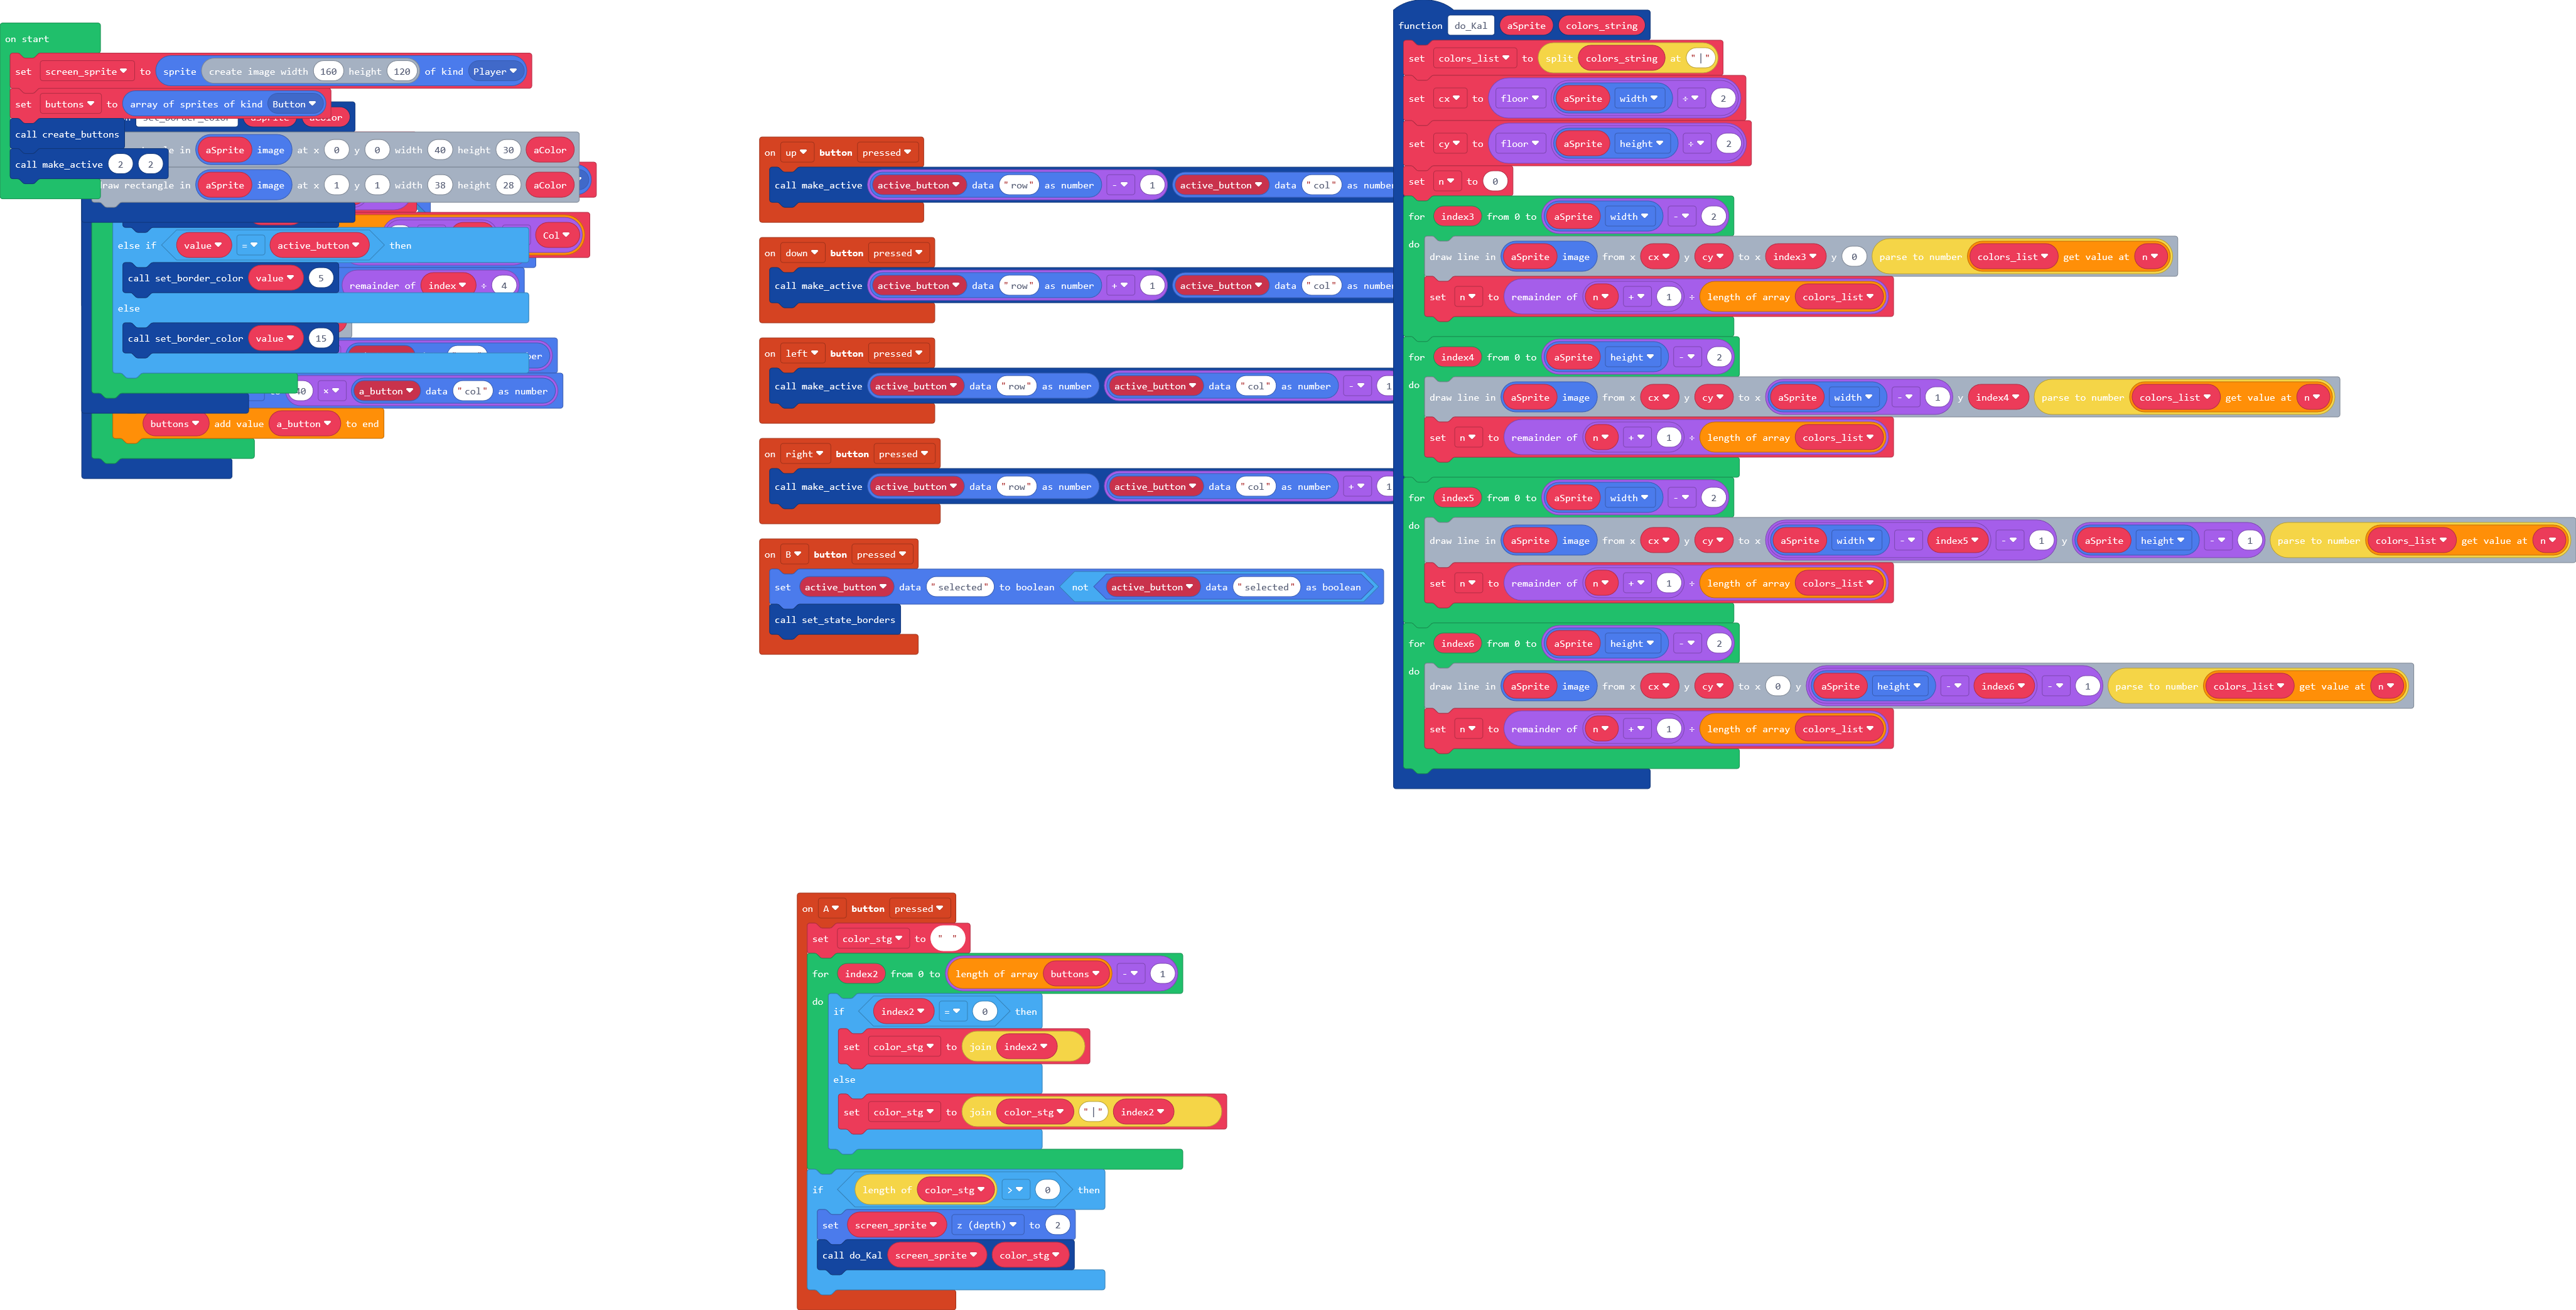 on start
set screen_sprite to sprite create image width 160 height 120 of kind Player
set buttons to array of sprites of kind Button
call create_buttons
call make_active 2 2
set_border_color aSprite aColor
in aSprite image at x 0 y 0 width 40 height 30 aColor
draw rectangle in aSprite image at x 1 y 1 width 38 height 28 aColor
Col
else if value = active_button then
call set_border_color value 5
remainder of index ÷ 4
else
call set_border_color value 15
40 × a_button data "col" as number
buttons add value a_button to end
on up button pressed
call make_active active_button data "row" as number - 1 active_button data "col" as number
on down button pressed
call make_active active_button data "row" as number + 1 active_button data "col" as number
on left button pressed
call make_active active_button data "row" as number active_button data "col" as number - 1
on right button pressed
call make_active active_button data "row" as number active_button data "col" as number + 1
on B button pressed
set active_button data "selected" to boolean not active_button data "selected" as boolean
call set_state_borders
function do_Kal aSprite colors_string
set colors_list to split colors_string at "|"
set cx to floor aSprite width ÷ 2
set cy to floor aSprite height ÷ 2
set n to 0
for index3 from 0 to aSprite width - 2
do
draw line in aSprite image from x cx y cy to x index3 y 0 parse to number colors_list get value at n
set n to remainder of n + 1 ÷ length of array colors_list
for index4 from 0 to aSprite height - 2
do
draw line in aSprite image from x cx y cy to x aSprite width - 1 y index4 parse to number colors_list get value at n
set n to remainder of n + 1 ÷ length of array colors_list
for index5 from 0 to aSprite width - 2
do
draw line in aSprite image from x cx y cy to x aSprite width - index5 - 1 y aSprite height - 1 parse to number colors_list get value at n
set n to remainder of n + 1 ÷ length of array colors_list
for index6 from 0 to aSprite height - 2
do
draw line in aSprite image from x cx y cy to x 0 y aSprite height - index6 - 1 parse to number colors_list get value at n
set n to remainder of n + 1 ÷ length of array colors_list
on A button pressed
set color_stg to " "
for index2 from 0 to length of array buttons - 1
do
if index2 = 0 then
set color_stg to join index2
else
set color_stg to join color_stg "|" index2
if length of color_stg > 0 then
set screen_sprite z (depth) to 2
call do_Kal screen_sprite color_stg